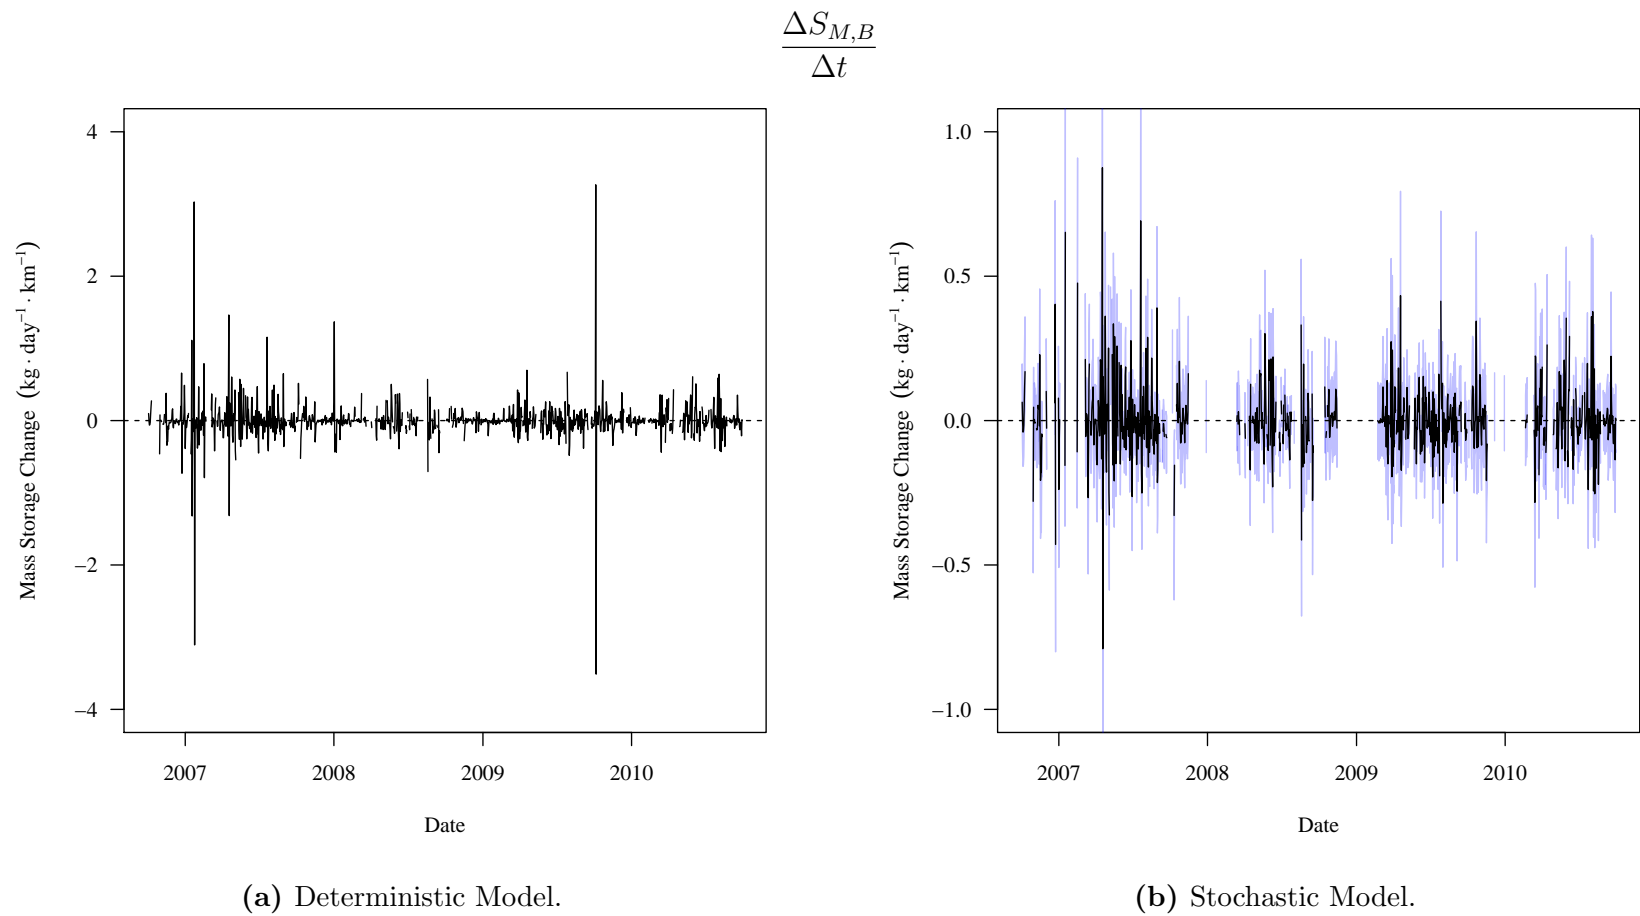 ΔS_{M,B}
Δt
4
2
0
−2
−4
Mass Storage Change (kg · day⁻¹ · km⁻¹)
2007 2008 2009 2010
Date
(a) Deterministic Model.
1.0
0.5
0.0
−0.5
−1.0
Mass Storage Change (kg · day⁻¹ · km⁻¹)
2007 2008 2009 2010
Date
(b) Stochastic Model.